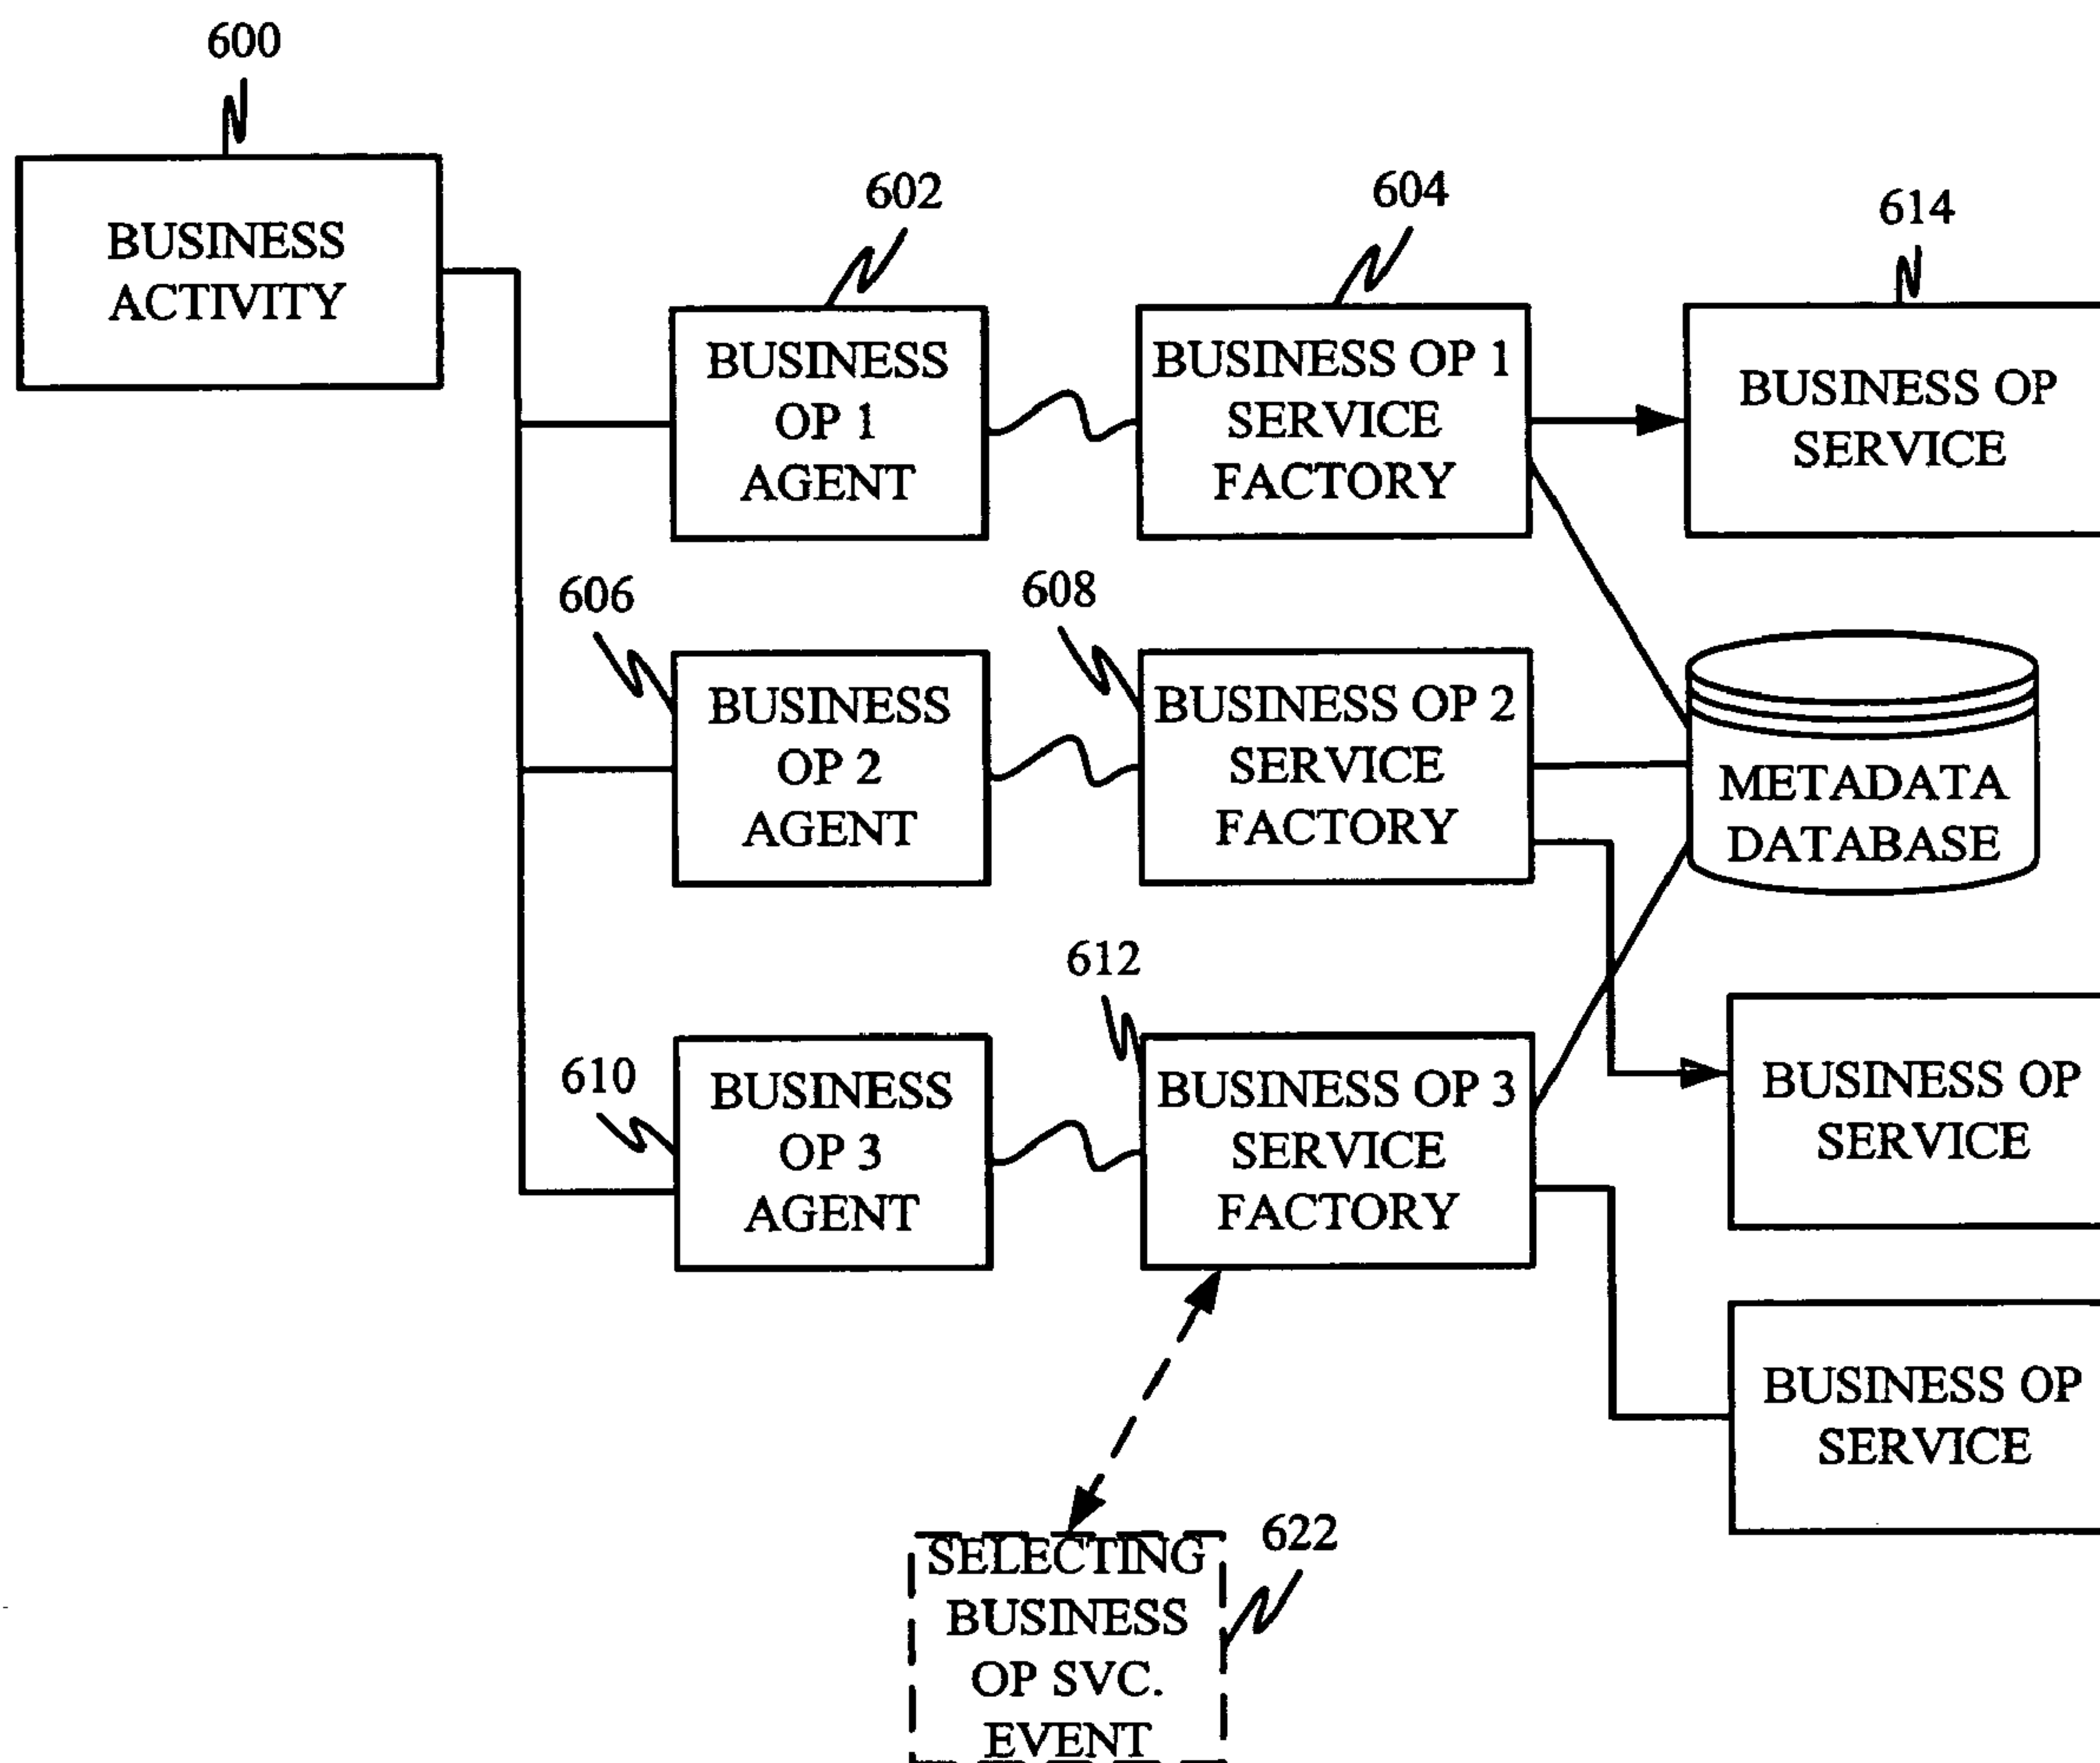 600
BUSINESS
ACTIVITY
602
BUSINESS
OP 1
AGENT
604
BUSINESS OP 1
SERVICE
FACTORY
614
BUSINESS OP
SERVICE
606
BUSINESS
OP 2
AGENT
608
BUSINESS OP 2
SERVICE
FACTORY
METADATA
DATABASE
610
BUSINESS
OP 3
AGENT
612
BUSINESS OP 3
SERVICE
FACTORY
BUSINESS OP
SERVICE
BUSINESS OP
SERVICE
622
SELECTING
BUSINESS
OP SVC.
EVENT